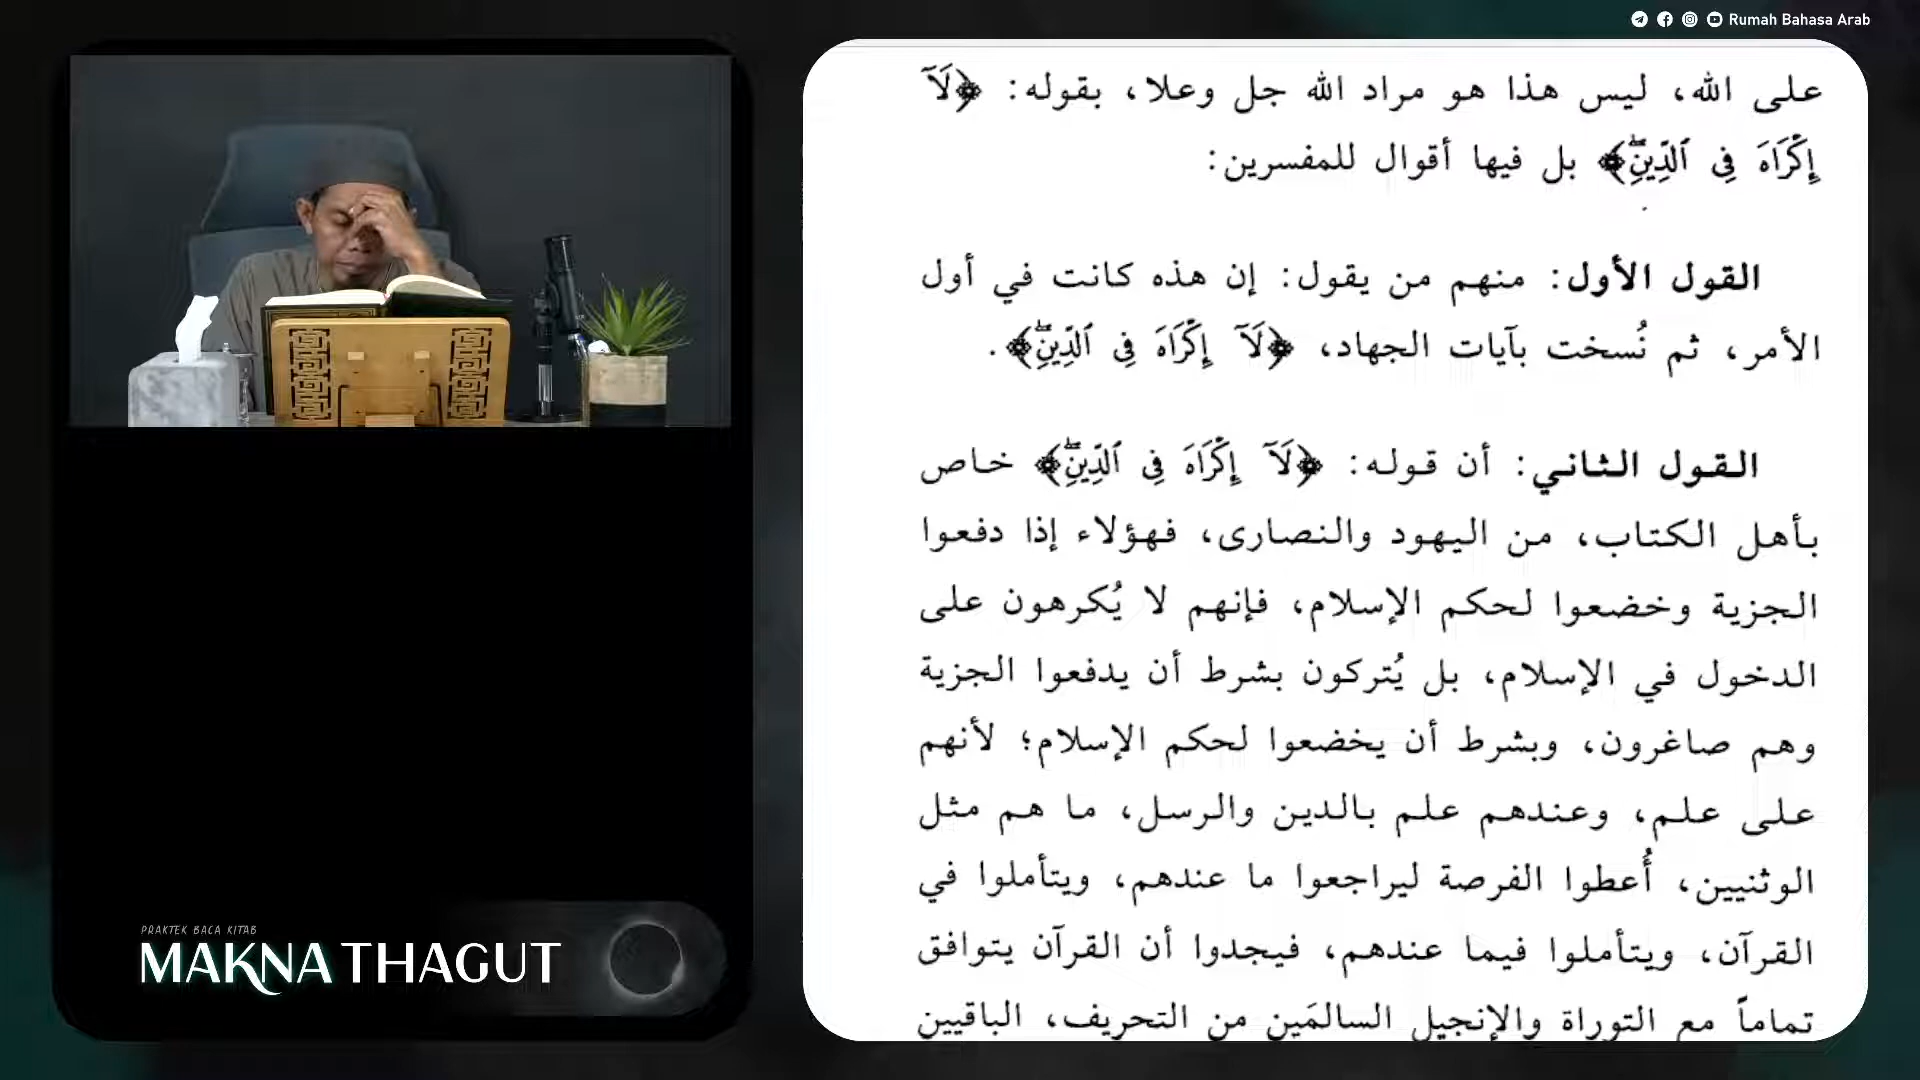 Rumah Bahasa Arab
على الله، ليس هذا هو مراد الله جل وعلا، بقوله: ﴿لَآ
إِكْرَاهَ فِى ٱلدِّينِۖ﴾ بل فيها أقوال للمفسرين:
القول الأول: منهم من يقول: إن هذه كانت في أول
الأمر، ثم نُسخت بآيات الجهاد، ﴿لَآ إِكْرَاهَ فِى ٱلدِّينِۖ﴾.
القول الثاني: أن قوله: ﴿لَآ إِكْرَاهَ فِى ٱلدِّينِۖ﴾ خاص
بأهل الكتاب، من اليهود والنصارى، فهؤلاء إذا دفعوا
الجزية وخضعوا لحكم الإسلام، فإنهم لا يُكرهون على
الدخول في الإسلام، بل يُتركون بشرط أن يدفعوا الجزية
وهم صاغرون، وبشرط أن يخضعوا لحكم الإسلام؛ لأنهم
على علم، وعندهم علم بالدين والرسل، ما هم مثل
الوثنيين، أُعطوا الفرصة ليراجعوا ما عندهم، ويتأملوا في
القرآن، ويتأملوا فيما عندهم، فيجدوا أن القرآن يتوافق
تماماً مع التوراة والإنجيل السالمَين من التحريف، الباقيين
PRAKTEK BACA KITAB
MAKNA THAGUT